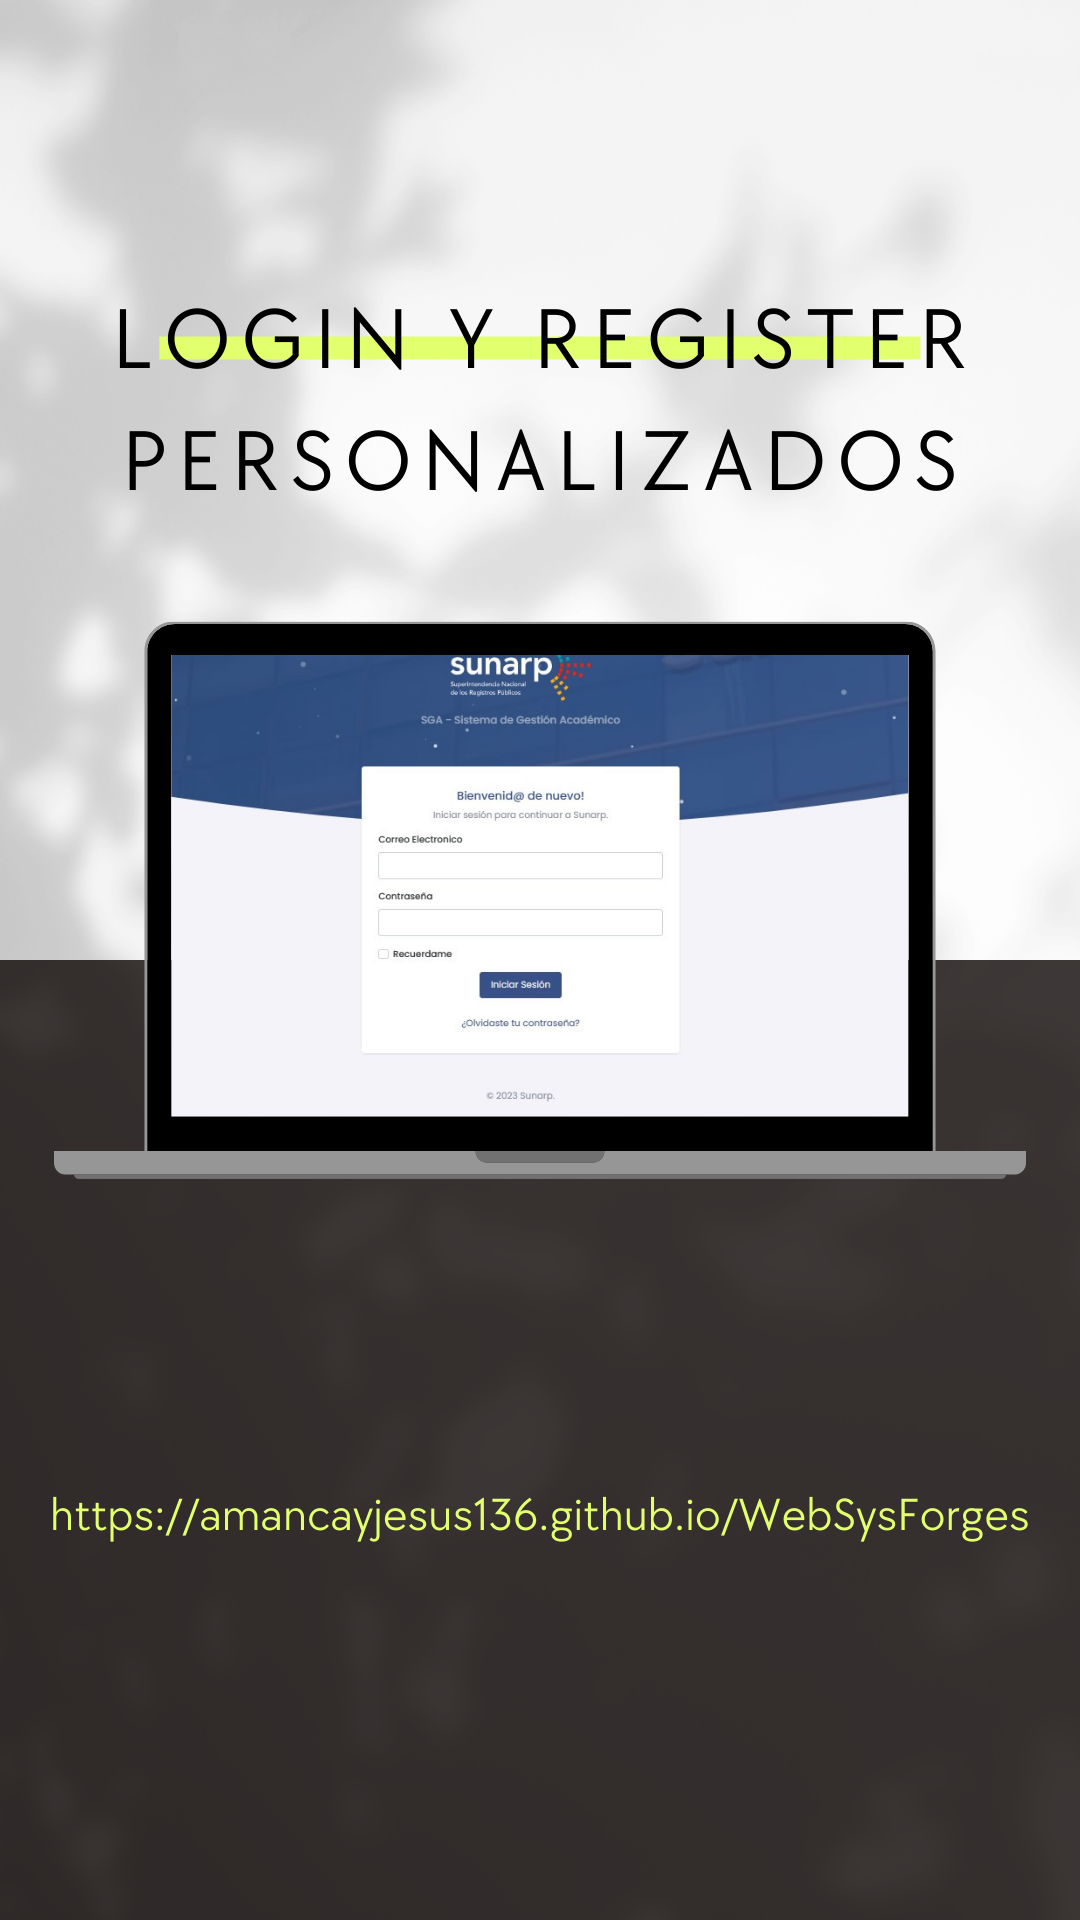 LOGIN Y REGISTER
PERSONALIZADOS
sunarp
Superintendencia Nacional
de los Registros Públicos
SGA - Sistema de Gestión Académico
Bienvenid@ de nuevo!
Iniciar sesión para continuar a Sunarp.
Correo Electronico
Contraseña
Recuerdame
Iniciar Sesión
¿Olvidaste tu contraseña?
© 2023 Sunarp.
https://amancayjesus136.github.io/WebSysForges